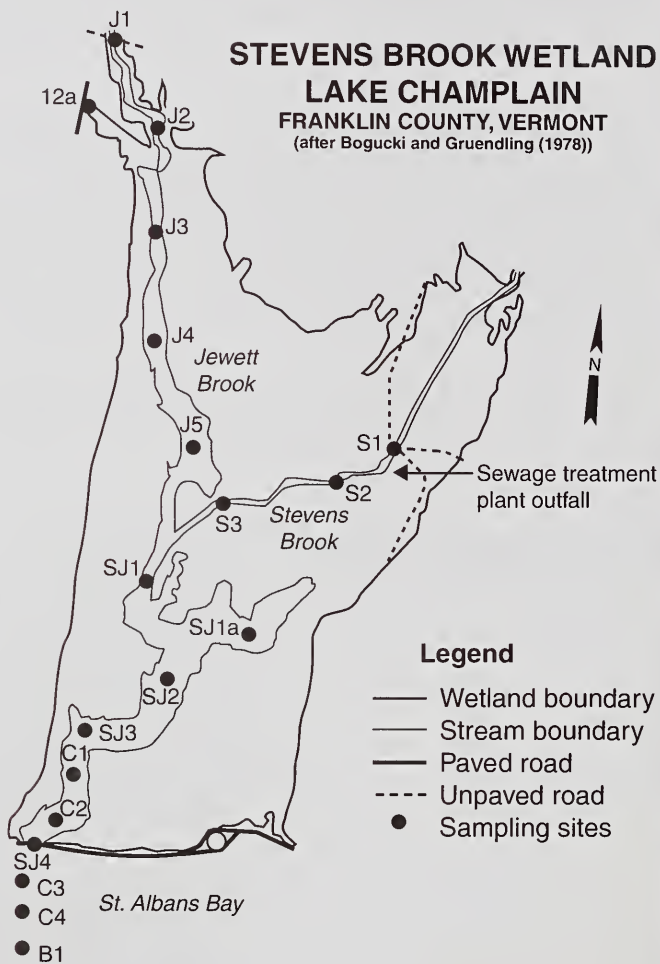 STEVENS BROOK WETLAND
LAKE CHAMPLAIN
FRANKLIN COUNTY, VERMONT
(after Bogucki and Gruendling (1978))
J1
12a
J2
J3
J4
Jewett
Brook
J5
N
S1
Sewage treatment
plant outfall
S2
S3
Stevens
Brook
SJ1
SJ1a
SJ2
SJ3
C1
C2
SJ4
C3
C4
B1
St. Albans Bay
Legend
Wetland boundary
Stream boundary
Paved road
Unpaved road
Sampling sites